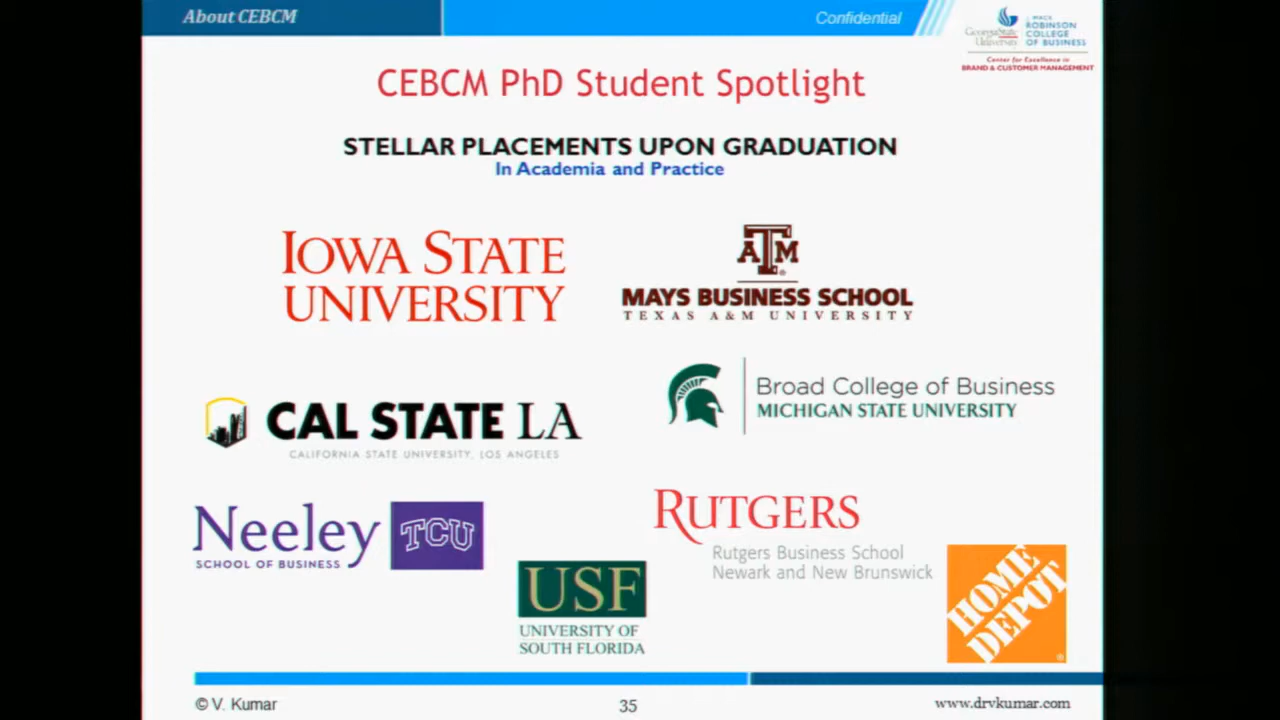 About CEBCM
Confidential
Georgia State
University
J. MACK
ROBINSON
COLLEGE
OF BUSINESS
Center for Excellence in
BRAND & CUSTOMER MANAGEMENT
CEBCM PhD Student Spotlight
STELLAR PLACEMENTS UPON GRADUATION
In Academia and Practice
IOWA STATE
UNIVERSITY
ATM
®
MAYS BUSINESS SCHOOL
TEXAS A&M UNIVERSITY
Broad College of Business
MICHIGAN STATE UNIVERSITY
CAL STATE LA
CALIFORNIA STATE UNIVERSITY, LOS ANGELES
Neeley
SCHOOL OF BUSINESS
TCU
RUTGERS
Rutgers Business School
Newark and New Brunswick
USF
UNIVERSITY OF
SOUTH FLORIDA
HOME
DEPOT
®
© V. Kumar
35
www.drvkumar.com